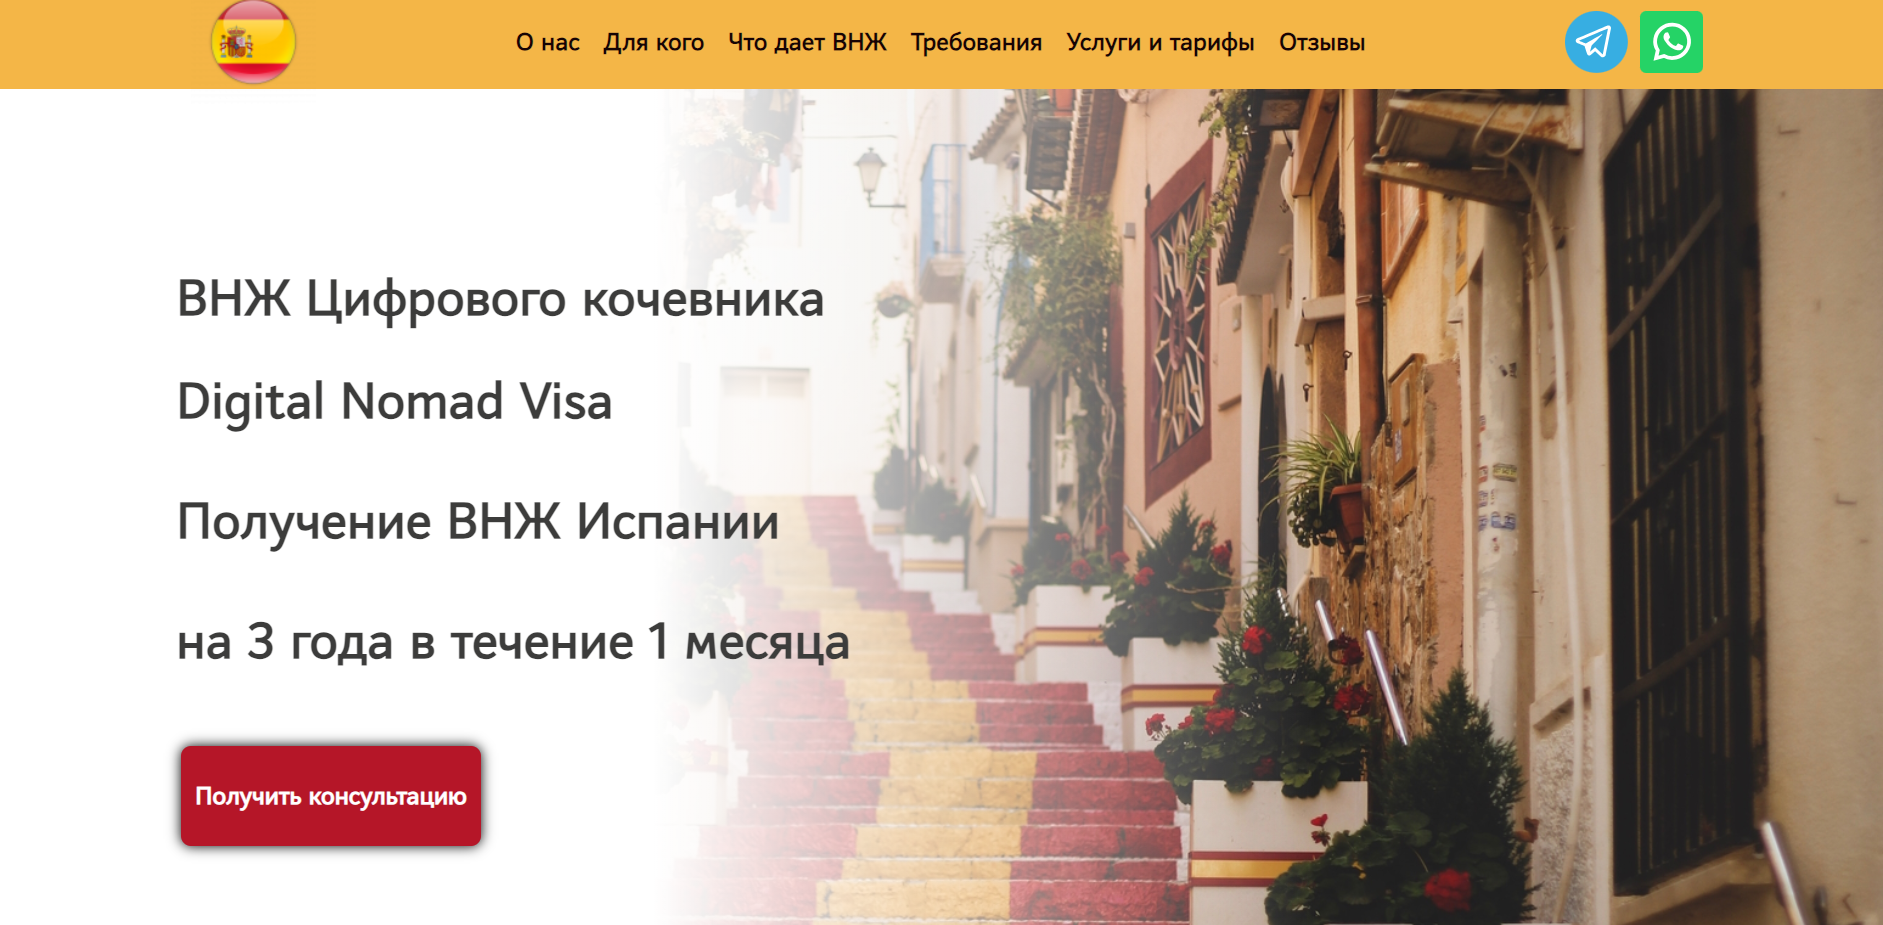 О нас
Для кого
Что дает ВНЖ
Требования
Услуги и тарифы
Отзывы
ВНЖ Цифрового кочевника
Digital Nomad Visa
Получение ВНЖ Испании
на 3 года в течение 1 месяца
Получить консультацию